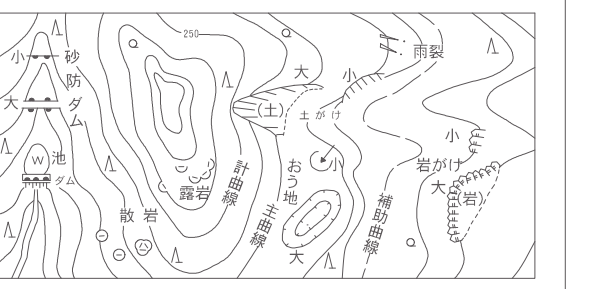 250
小
砂防ダム
大
池
W
ダム
大
(土)
土がけ
小
雨裂
小
岩がけ
大
(岩)
露岩
散岩
計曲線
主曲線
おう地
小
大
補助曲線